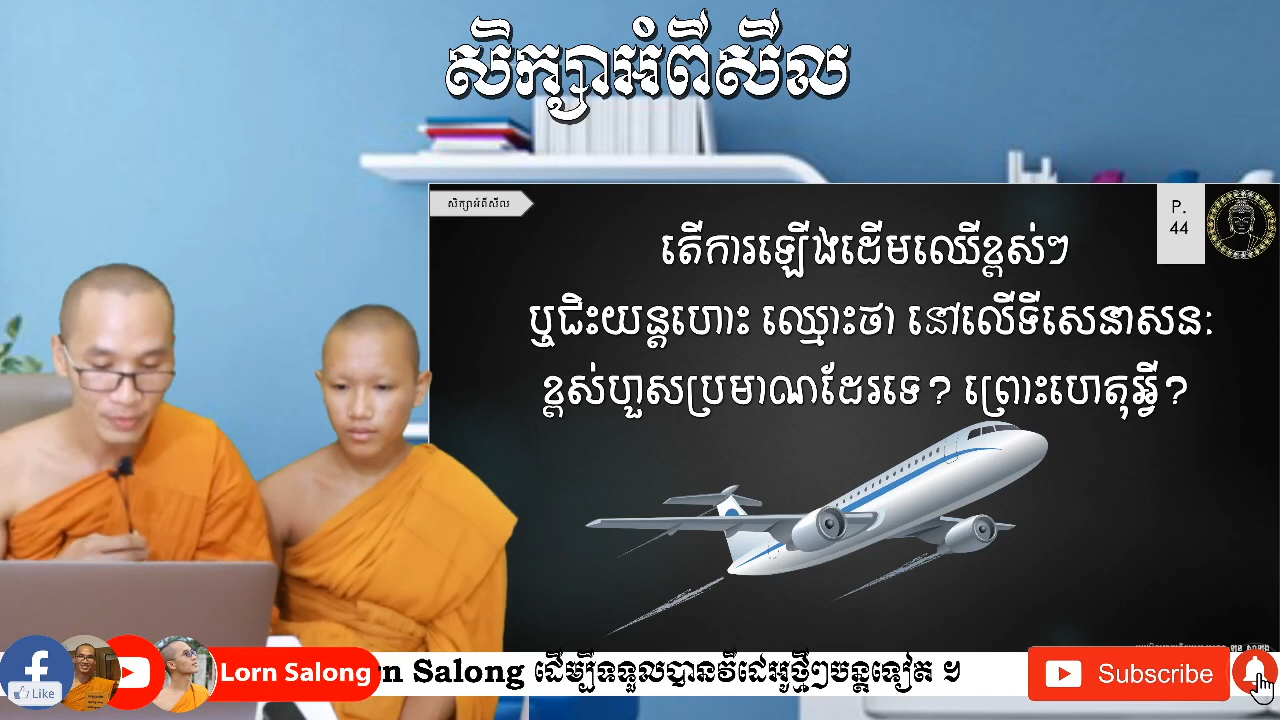 សិក្សាអំពីសីល
សិក្សាអំពីសីល
P.
44
តើការឡើងដើមឈើខ្ពស់ៗ
ឬជិះយន្តហោះ ឈ្មោះថា នៅលើទីសេនាសនៈ
ខ្ពស់ហួសប្រមាណដែរទេ? ព្រោះហេតុអ្វី?
Like
Lorn Salong
rn Salong ដើម្បីទទួលបានវីដេអូថ្មីៗបន្តទៀត ។
Subscribe